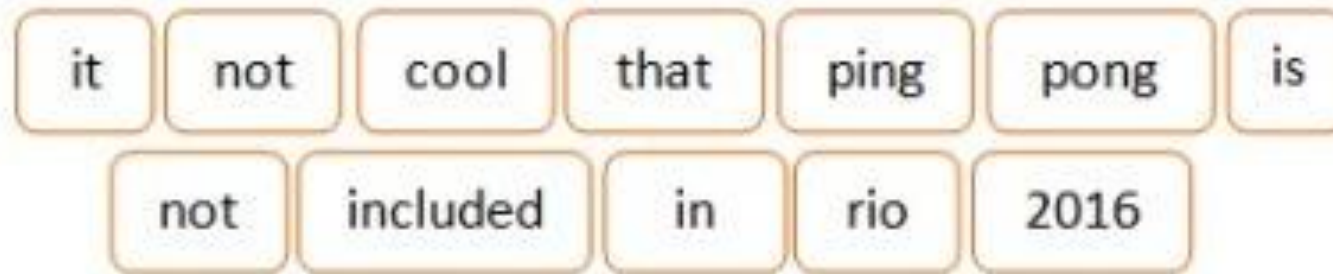 it not cool that ping pong is
not included in rio 2016